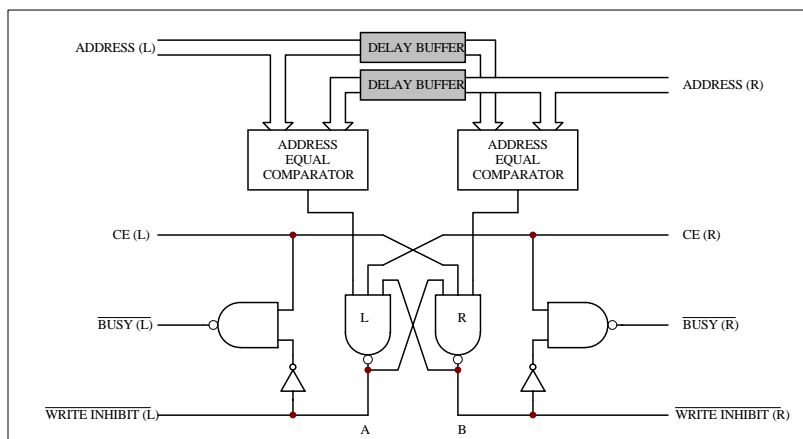 ADDRESS (L)
DELAY BUFFER
DELAY BUFFER
ADDRESS (R)
ADDRESS
EQUAL
COMPARATOR
ADDRESS
EQUAL
COMPARATOR
CE (L)
CE (R)
L
R
BUSY (L)
BUSY (R)
WRITE INHIBIT (L)
WRITE INHIBIT (R)
A
B